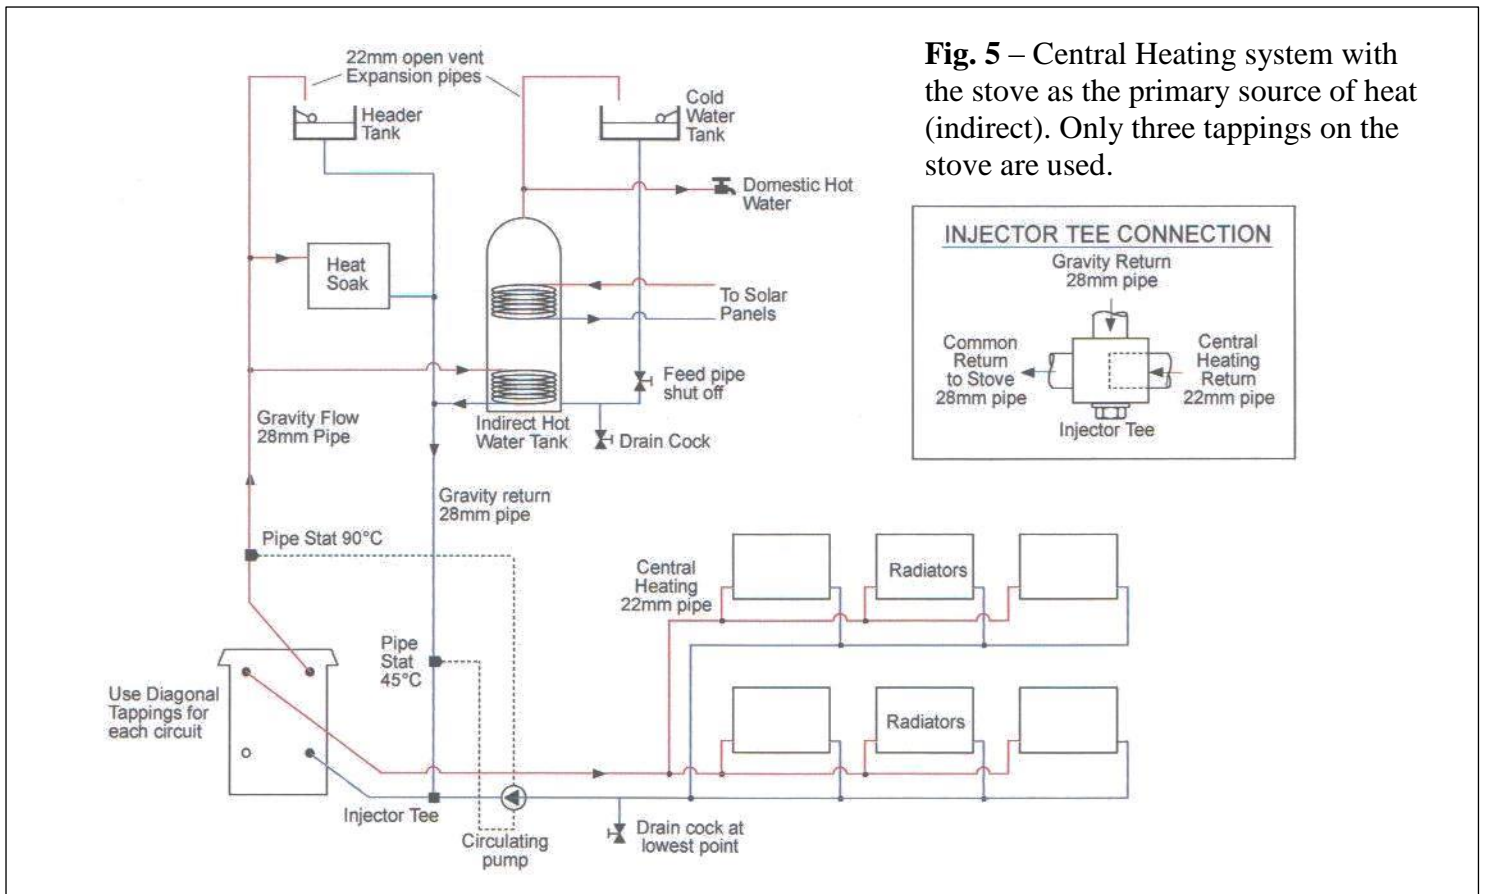 Fig. 5 – Central Heating system with
the stove as the primary source of heat
(indirect). Only three tappings on the
stove are used.
22mm open vent
Expansion pipes
Header
Tank
Cold
Water
Tank
Domestic Hot
Water
Heat
Soak
To Solar
Panels
Feed pipe
shut off
Gravity Flow
28mm Pipe
Indirect Hot
Water Tank
Drain Cock
Gravity return
28mm pipe
INJECTOR TEE CONNECTION
Gravity Return
28mm pipe
Common
Return
to Stove
28mm pipe
Central
Heating
Return
22mm pipe
Injector Tee
Pipe Stat 90°C
Central
Heating
22mm pipe
Radiators
Pipe
Stat
45°C
Use Diagonal
Tappings for
each circuit
Radiators
Injector Tee
Circulating
pump
Drain cock at
lowest point